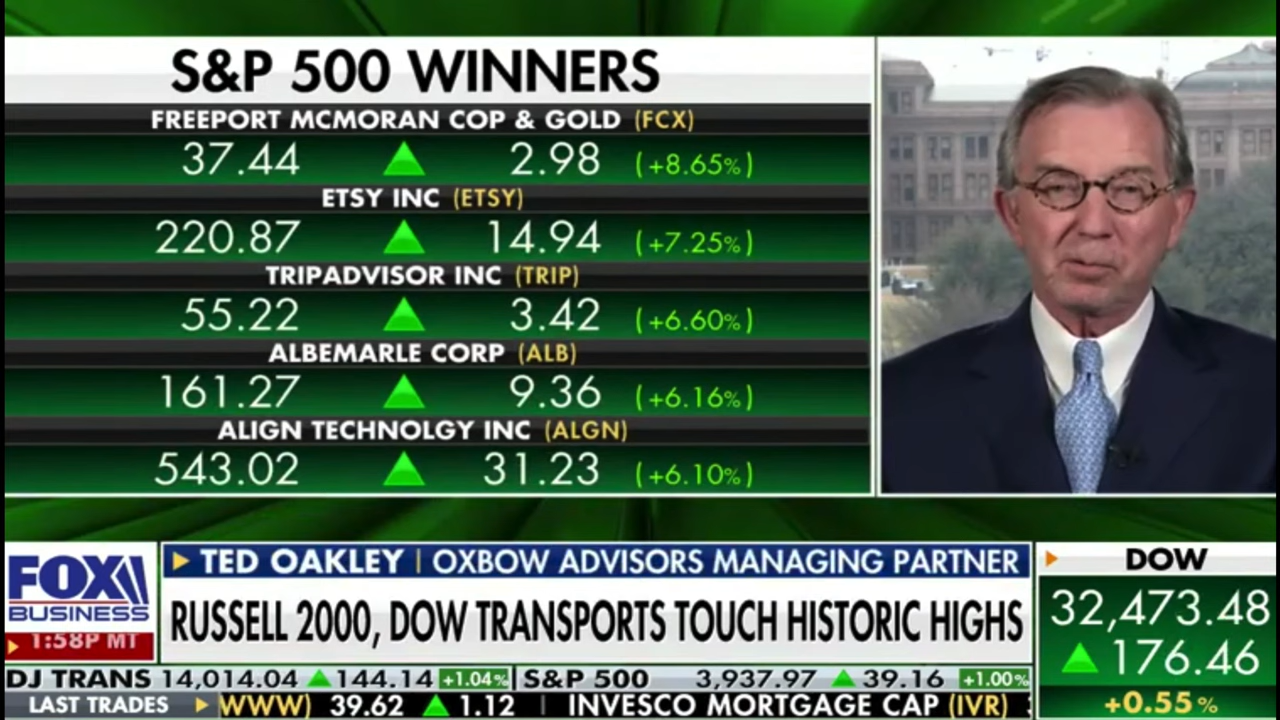 S&P 500 WINNERS
FREEPORT MCMORAN COP & GOLD (FCX)
37.44 ▲ 2.98 (+8.65%)
ETSY INC (ETSY)
220.87 ▲ 14.94 (+7.25%)
TRIPADVISOR INC (TRIP)
55.22 ▲ 3.42 (+6.60%)
ALBEMARLE CORP (ALB)
161.27 ▲ 9.36 (+6.16%)
ALIGN TECHNOLGY INC (ALGN)
543.02 ▲ 31.23 (+6.10%)
FOX
BUSINESS
1:58P MT
TED OAKLEY | OXBOW ADVISORS MANAGING PARTNER
RUSSELL 2000, DOW TRANSPORTS TOUCH HISTORIC HIGHS
DOW
32,473.48
▲ 176.46
+0.55%
DJ TRANS 14,014.04 ▲ 144.14 +1.04% S&P 500 3,937.97 ▲ 39.16 +1.00%
LAST TRADES WWW) 39.62 ▲ 1.12 INVESCO MORTGAGE CAP (IVR)